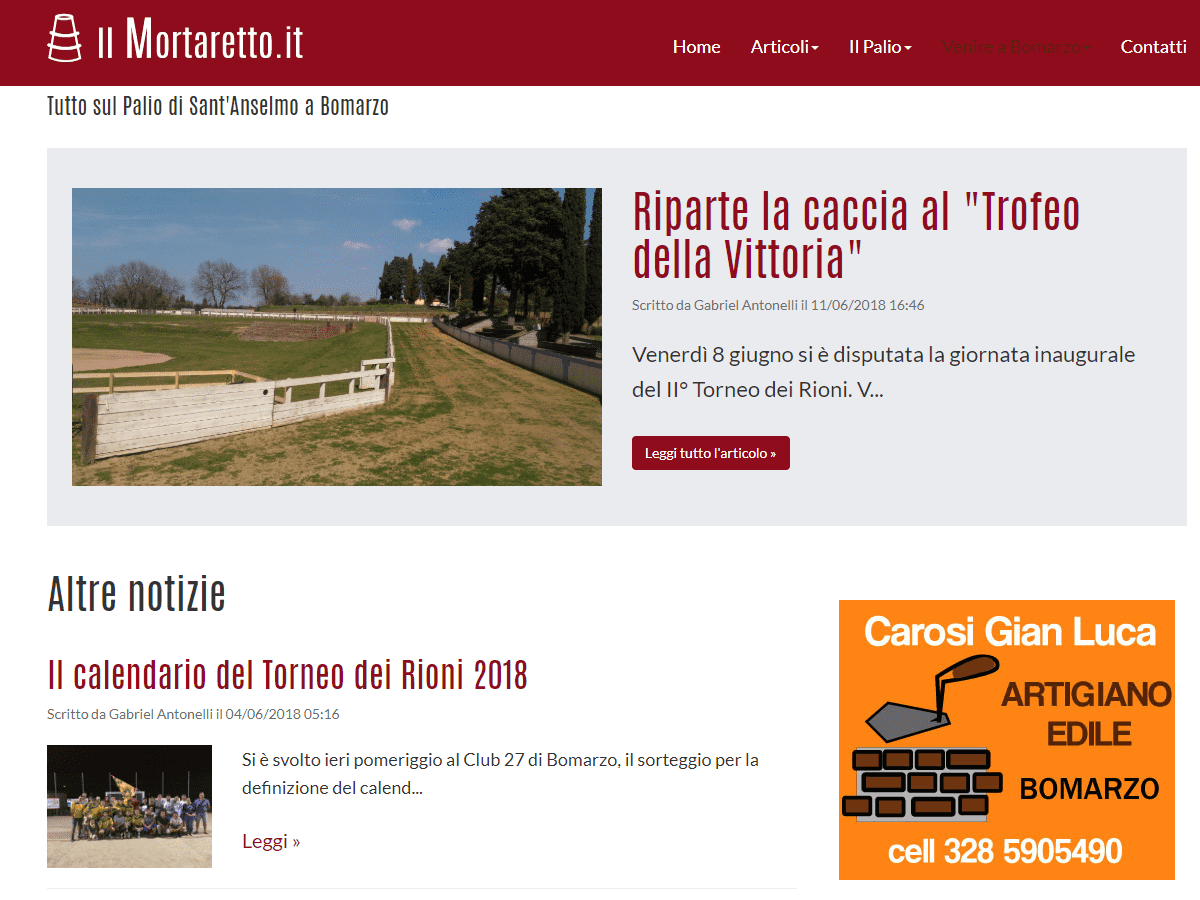 Il Mortaretto.it
Home Articoli Il Palio Venire a Bomarzo Contatti
Tutto sul Palio di Sant'Anselmo a Bomarzo
Riparte la caccia al "Trofeo
della Vittoria"
Scritto da Gabriel Antonelli il 11/06/2018 16:46
Venerdì 8 giugno si è disputata la giornata inaugurale
del II° Torneo dei Rioni. V...
Leggi tutto l'articolo »
Altre notizie
Il calendario del Torneo dei Rioni 2018
Scritto da Gabriel Antonelli il 04/06/2018 05:16
Si è svolto ieri pomeriggio al Club 27 di Bomarzo, il sorteggio per la
definizione del calend...
Leggi »
Carosi Gian Luca
ARTIGIANO
EDILE
BOMARZO
cell 328 5905490